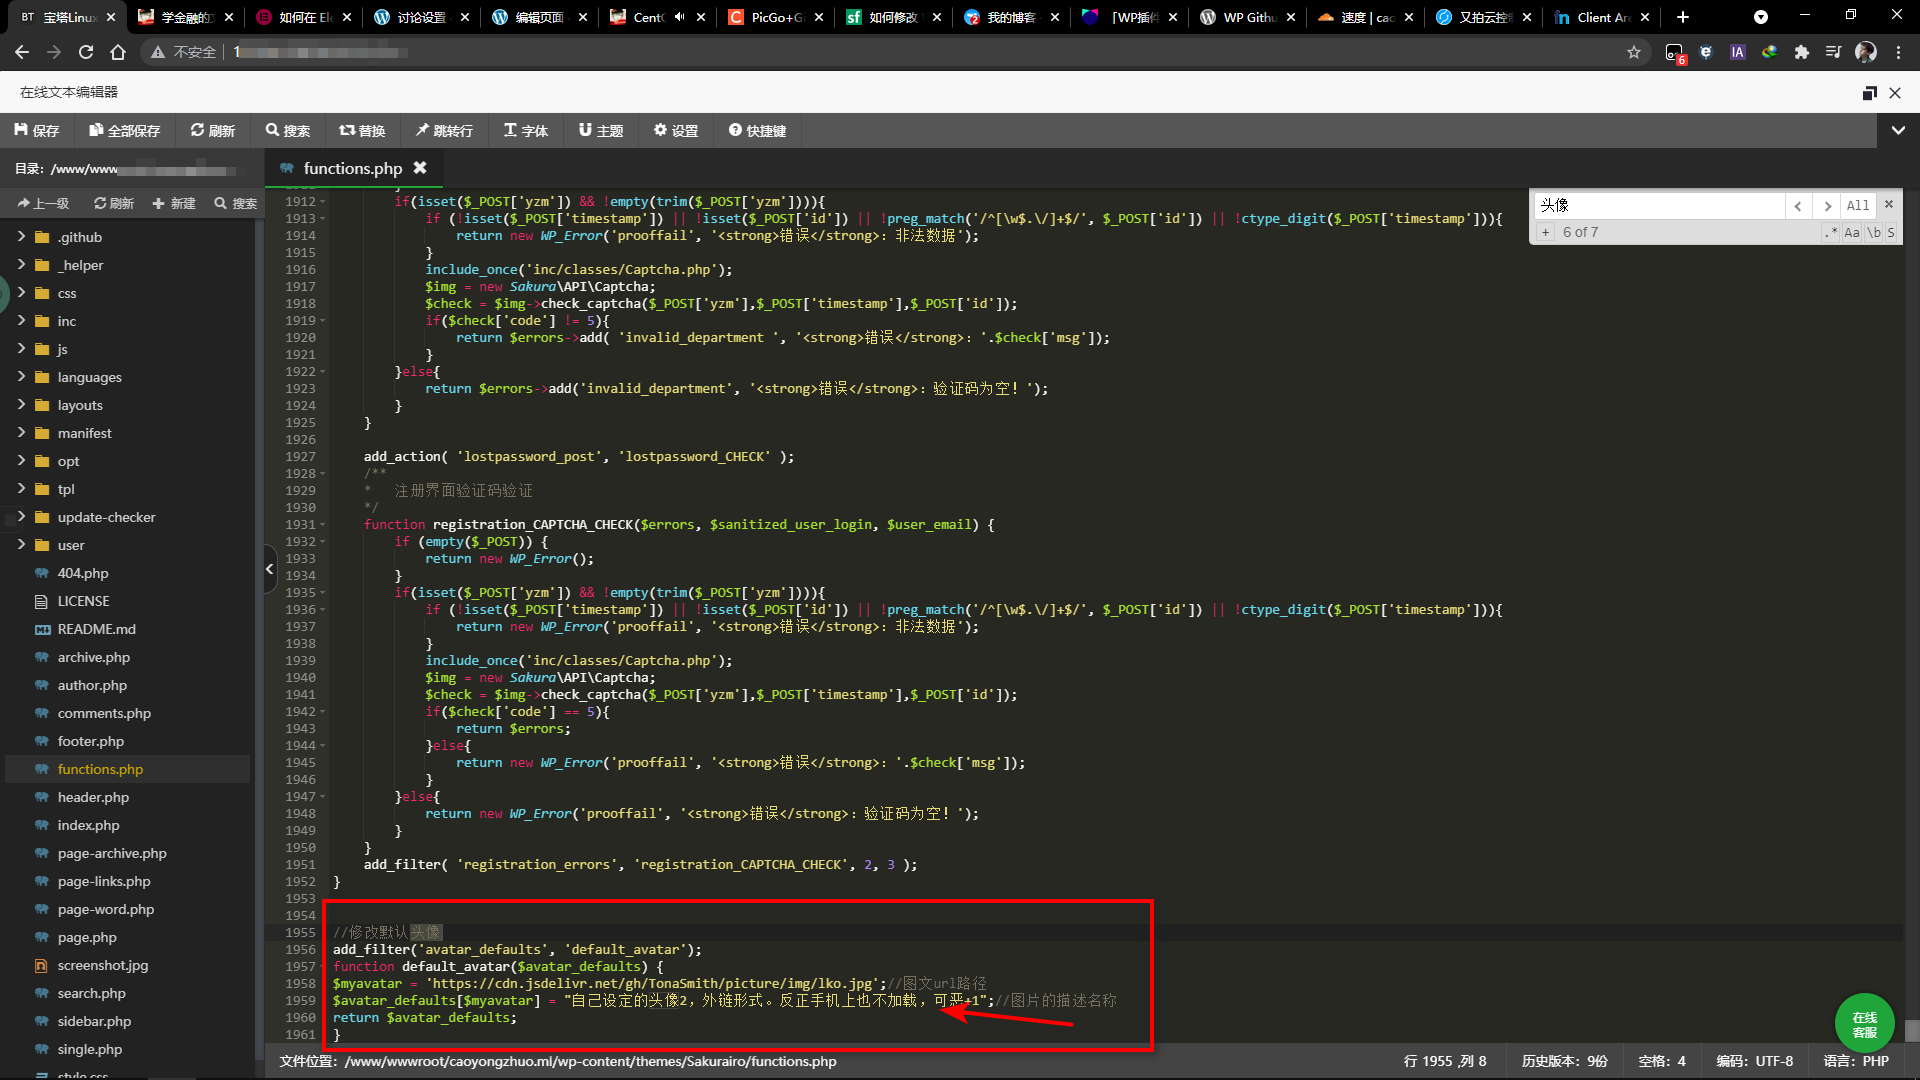 BT 宝塔Linux
学金融的
如何在 El
讨论设置
编辑页面
Cent
PicGo+G
sf 如何修改
我的博客
「WP插件
WP Githu
速度 | cao
又拍云控
in Client Are
不安全 1
6
IA
在线文本编辑器
保存 全部保存 刷新 搜索 替换 跳转行 字体 主题 设置 快捷键
目录: /www/www
functions.php
上一级 刷新 新建 搜索
.github
_helper
css
inc
js
languages
layouts
manifest
opt
tpl
update-checker
user
404.php
LICENSE
README.md
archive.php
author.php
comments.php
footer.php
functions.php
header.php
index.php
page-archive.php
page-links.php
page-word.php
page.php
screenshot.jpg
search.php
sidebar.php
single.php
style.css
头像 All
+ 6 of 7 .* Aa \b S
1912 if(isset($_POST['yzm']) && !empty(trim($_POST['yzm']))){
1913 if (!isset($_POST['timestamp']) || !isset($_POST['id']) || !preg_match('/^[\w$.\/]+$/', $_POST['id']) || !ctype_digit($_POST['timestamp'])){
1914 return new WP_Error('prooffail', '<strong>错误</strong>：非法数据');
1915 }
1916 include_once('inc/classes/Captcha.php');
1917 $img = new Sakura\API\Captcha;
1918 $check = $img->check_captcha($_POST['yzm'],$_POST['timestamp'],$_POST['id']);
1919 if($check['code'] != 5){
1920 return $errors->add( 'invalid_department ', '<strong>错误</strong>：'.$check['msg']);
1921 }
1922 }else{
1923 return $errors->add('invalid_department', '<strong>错误</strong>：验证码为空！');
1924 }
1925 }
1926
1927 add_action( 'lostpassword_post', 'lostpassword_CHECK' );
1928 /**
1929 * 注册界面验证码验证
1930 */
1931 function registration_CAPTCHA_CHECK($errors, $sanitized_user_login, $user_email) {
1932 if (empty($_POST)) {
1933 return new WP_Error();
1934 }
1935 if(isset($_POST['yzm']) && !empty(trim($_POST['yzm']))){
1936 if (!isset($_POST['timestamp']) || !isset($_POST['id']) || !preg_match('/^[\w$.\/]+$/', $_POST['id']) || !ctype_digit($_POST['timestamp'])){
1937 return new WP_Error('prooffail', '<strong>错误</strong>：非法数据');
1938 }
1939 include_once('inc/classes/Captcha.php');
1940 $img = new Sakura\API\Captcha;
1941 $check = $img->check_captcha($_POST['yzm'],$_POST['timestamp'],$_POST['id']);
1942 if($check['code'] == 5){
1943 return $errors;
1944 }else{
1945 return new WP_Error('prooffail', '<strong>错误</strong>：'.$check['msg']);
1946 }
1947 }else{
1948 return new WP_Error('prooffail', '<strong>错误</strong>：验证码为空！');
1949 }
1950 }
1951 add_filter( 'registration_errors', 'registration_CAPTCHA_CHECK', 2, 3 );
1952 }
1953
1954
1955 //修改默认头像
1956 add_filter('avatar_defaults', 'default_avatar');
1957 function default_avatar($avatar_defaults) {
1958 $myavatar = 'https://cdn.jsdelivr.net/gh/TonaSmith/picture/img/lko.jpg';//图文url路径
1959 $avatar_defaults[$myavatar] = "自己设定的头像2，外链形式。反正手机上也不加载，可恶+1";//图片的描述名称
1960 return $avatar_defaults;
1961 }
在线
客服
文件位置：/www/wwwroot/caoyongzhuo.ml/wp-content/themes/Sakurairo/functions.php 行 1955 ,列 8 历史版本：9份 空格：4 编码：UTF-8 语言：PHP